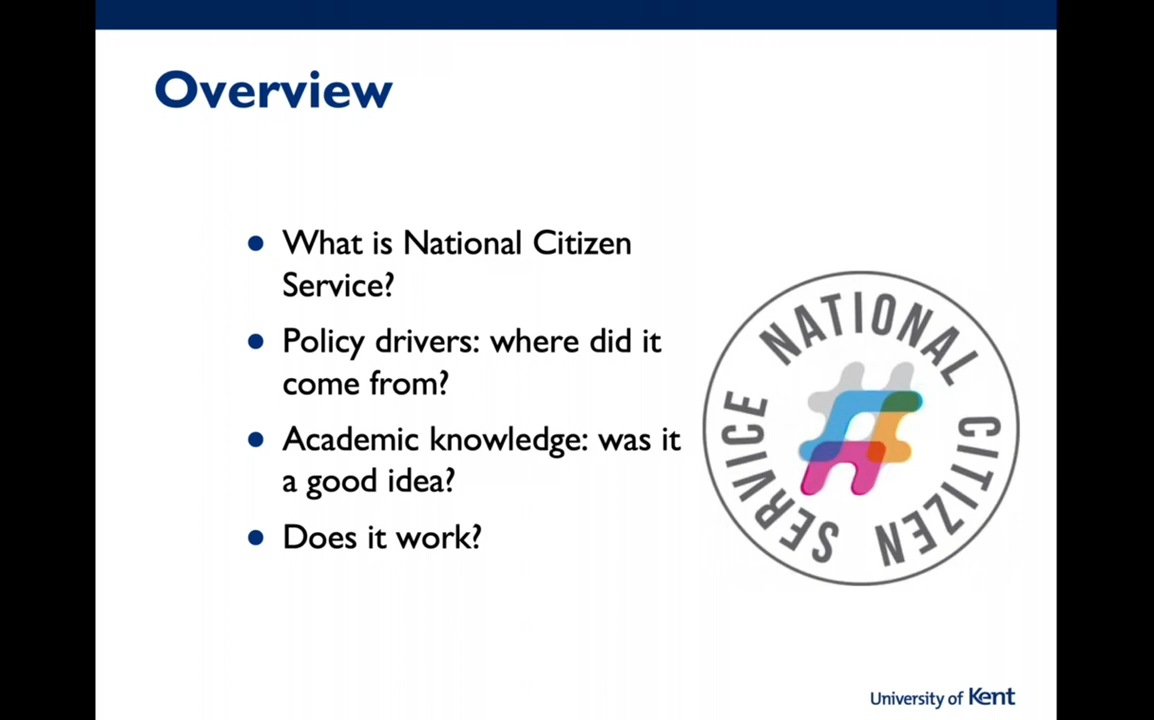 Overview
● What is National Citizen
Service?
● Policy drivers: where did it
come from?
● Academic knowledge: was it
a good idea?
● Does it work?
NATIONAL CITIZEN SERVICE
University of Kent